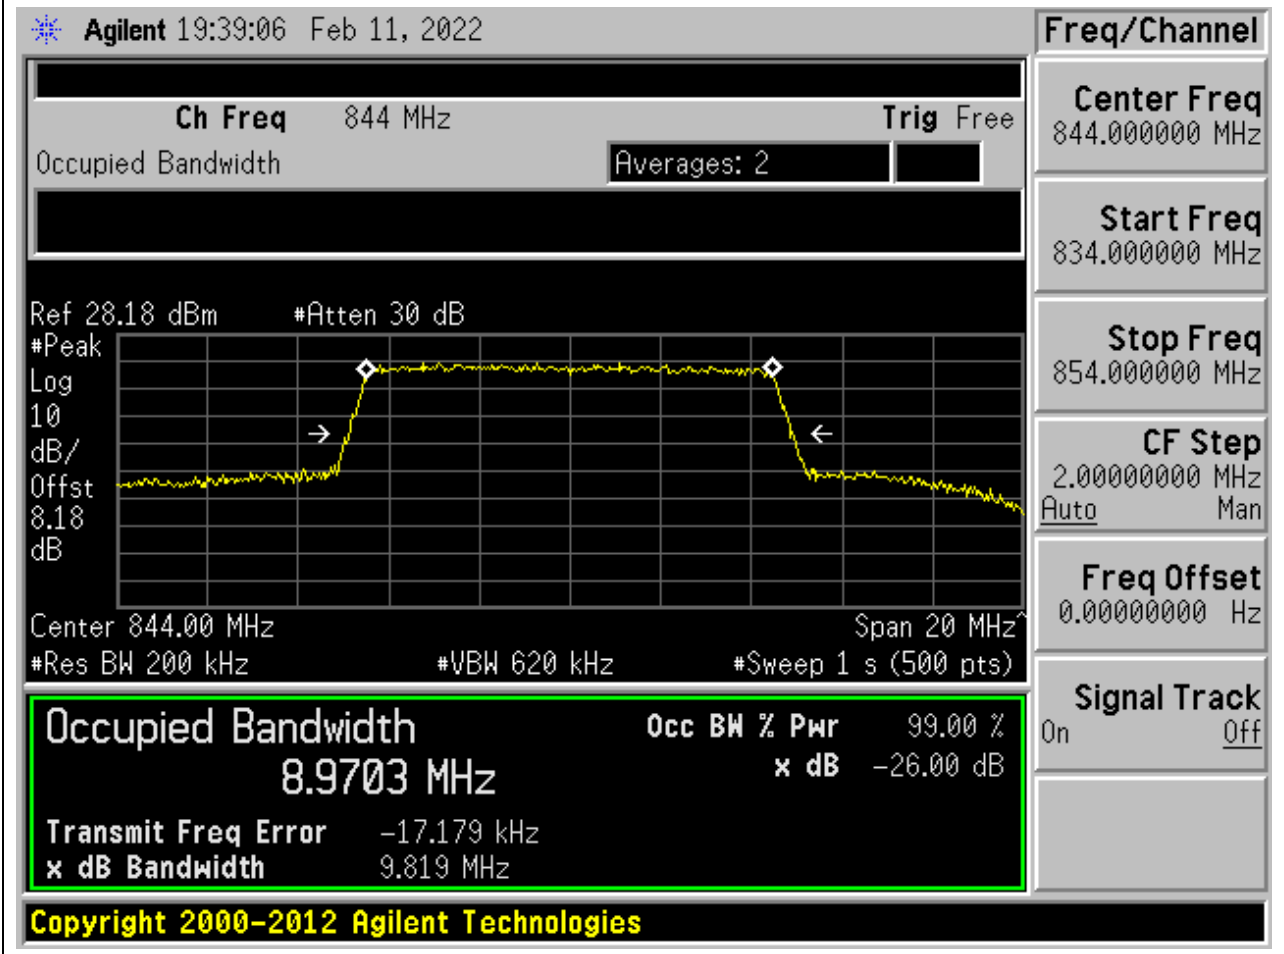 Agilent 19:39:06 Feb 11, 2022
Freq/Channel
Ch Freq 844 MHz Trig Free
Occupied Bandwidth Averages: 2
Center Freq
844.000000 MHz
Start Freq
834.000000 MHz
Stop Freq
854.000000 MHz
CF Step
2.00000000 MHz
Auto Man
Freq Offset
0.00000000 Hz
Signal Track
On Off
Ref 28.18 dBm #Atten 30 dB
#Peak
Log
10
dB/
Offst
8.18
dB
Center 844.00 MHz Span 20 MHz^
#Res BW 200 kHz #VBW 620 kHz #Sweep 1 s (500 pts)
Occupied Bandwidth Occ BW % Pwr 99.00 %
8.9703 MHz x dB -26.00 dB
Transmit Freq Error -17.179 kHz
x dB Bandwidth 9.819 MHz
Copyright 2000-2012 Agilent Technologies